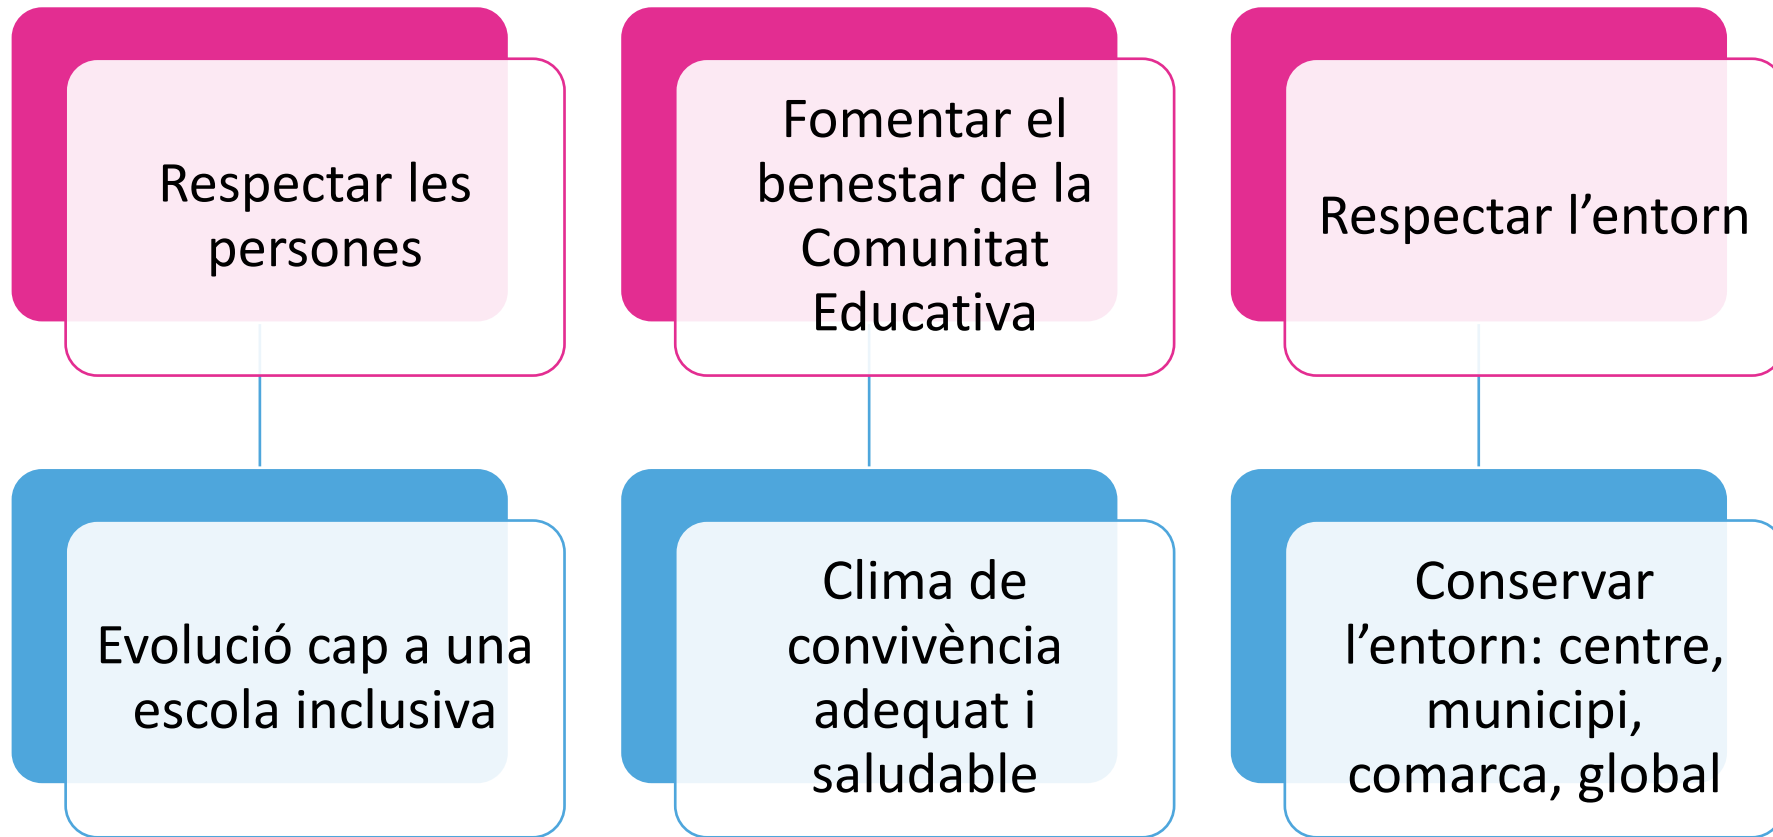 Respectar les
persones
Fomentar el
benestar de la
Comunitat
Educativa
Respectar l’entorn
Evolució cap a una
escola inclusiva
Clima de
convivència
adequat i
saludable
Conservar
l’entorn: centre,
municipi,
comarca, global